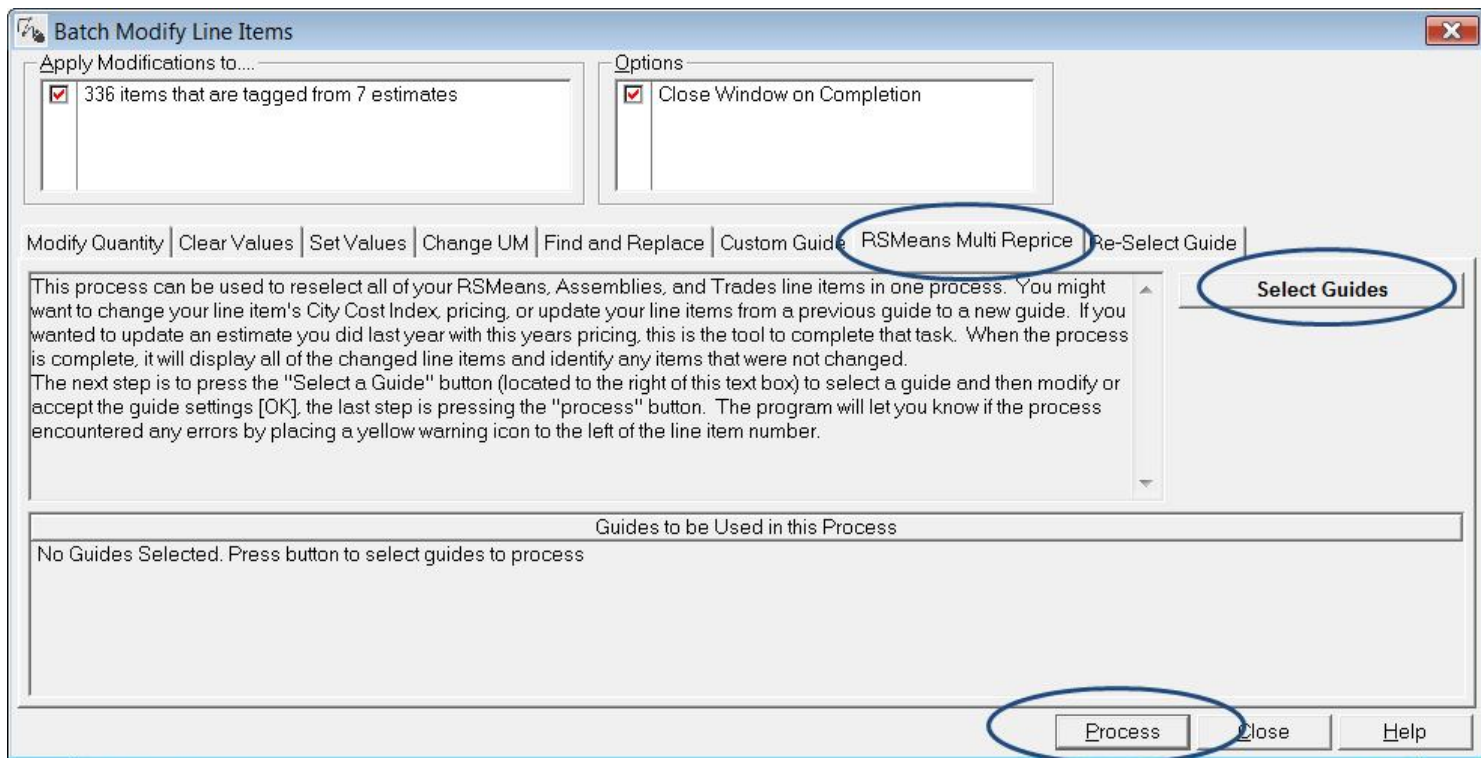 Batch Modify Line Items
Apply Modifications to....
336 items that are tagged from 7 estimates
Options
Close Window on Completion
Modify Quantity Clear Values Set Values Change UM Find and Replace Custom Guide RSMeans Multi Reprice Re-Select Guide
This process can be used to reselect all of your RSMeans, Assemblies, and Trades line items in one process. You might
want to change your line item's City Cost Index, pricing, or update your line items from a previous guide to a new guide. If you
wanted to update an estimate you did last year with this years pricing, this is the tool to complete that task. When the process
is complete, it will display all of the changed line items and identify any items that were not changed.
The next step is to press the "Select a Guide" button (located to the right of this text box) to select a guide and then modify or
accept the guide settings [OK], the last step is pressing the "process" button. The program will let you know if the process
encountered any errors by placing a yellow warning icon to the left of the line item number.
Select Guides
Guides to be Used in this Process
No Guides Selected. Press button to select guides to process
Process Close Help